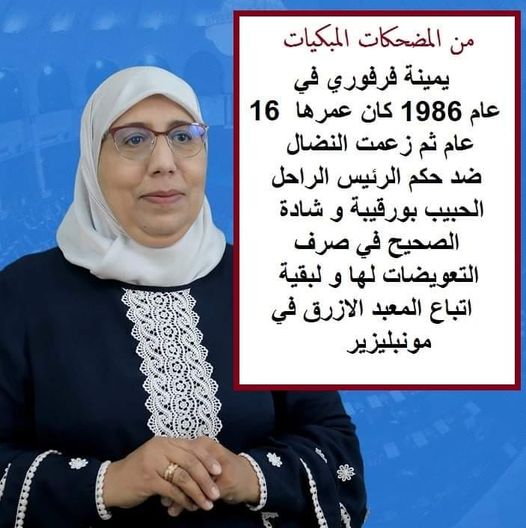 من المضحكات المبكيات
يمينة فرفوري في
عام 1986 كان عمرها 16
عام ثم زعمت النضال
ضد حكم الرئيس الراحل
الحبيب بورقيبة و شادة
الصحيح في صرف
التعويضات لها و لبقية
اتباع المعبد الازرق في
مونبليزير